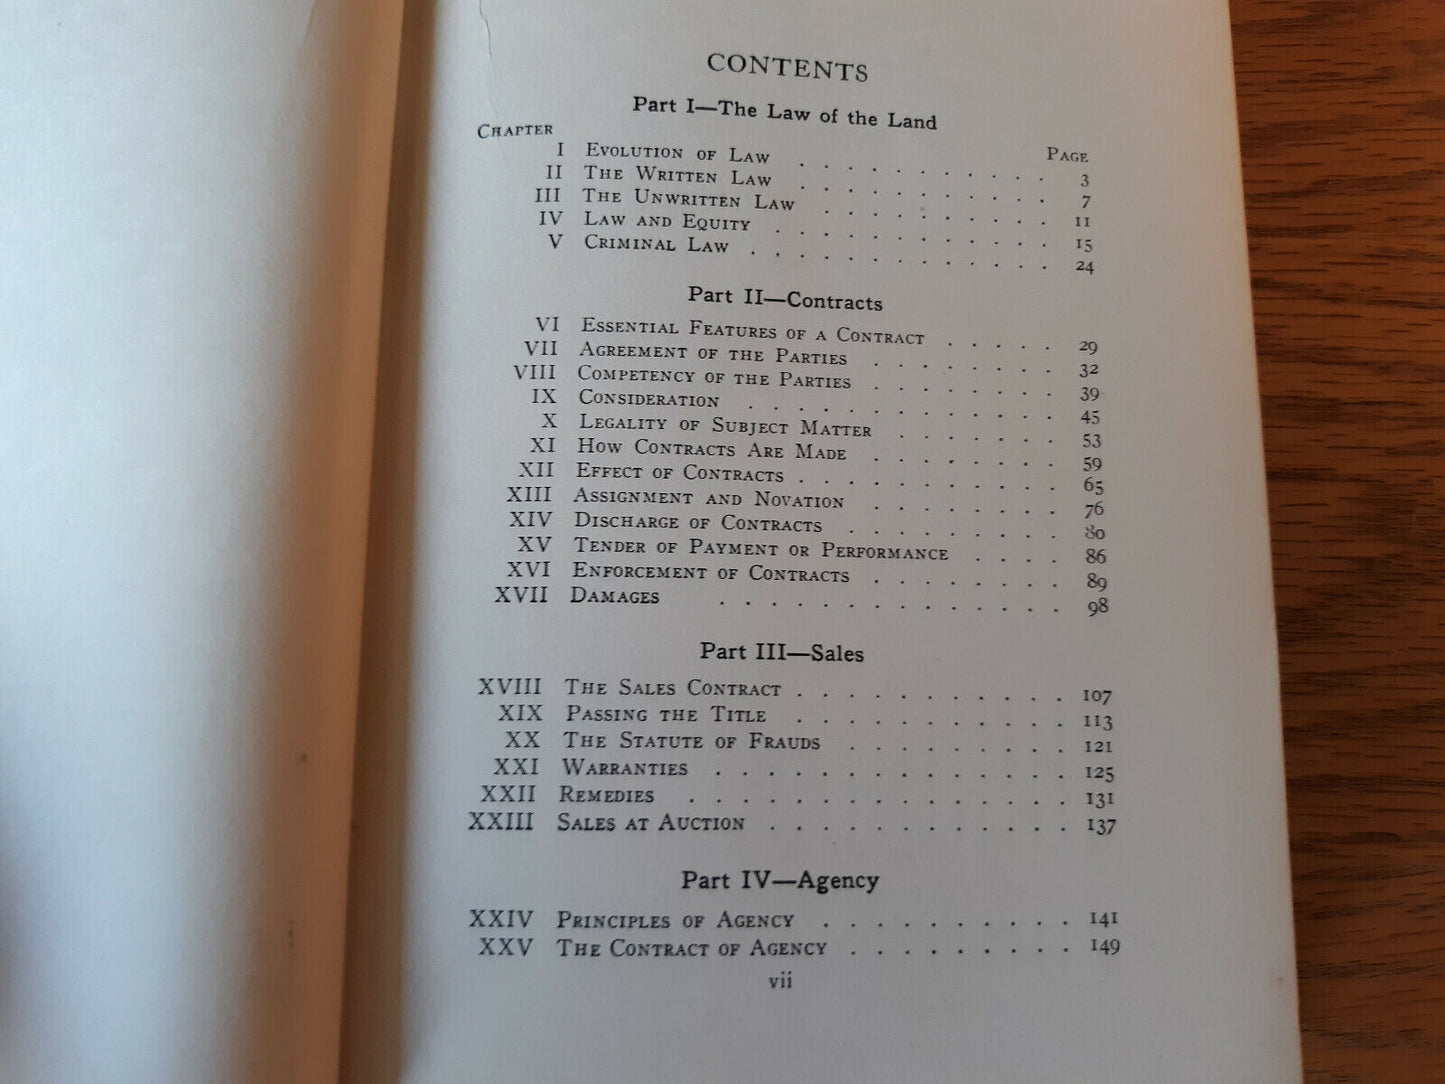 CONTENTS
Part I—The Law of the Land
CHAPTER PAGE
I EVOLUTION OF LAW . . . . . . . . . . . 3
II THE WRITTEN LAW . . . . . . . . . . . 7
III THE UNWRITTEN LAW . . . . . . . . . . 11
IV LAW AND EQUITY . . . . . . . . . . . . 15
V CRIMINAL LAW . . . . . . . . . . . . . 24
Part II—Contracts
VI ESSENTIAL FEATURES OF A CONTRACT . . . . . 29
VII AGREEMENT OF THE PARTIES . . . . . . . . 32
VIII COMPETENCY OF THE PARTIES . . . . . . . . 39
IX CONSIDERATION . . . . . . . . . . . . . 45
X LEGALITY OF SUBJECT MATTER . . . . . . . 53
XI HOW CONTRACTS ARE MADE . . . . . . . . 59
XII EFFECT OF CONTRACTS . . . . . . . . . . . 65
XIII ASSIGNMENT AND NOVATION . . . . . . . . 76
XIV DISCHARGE OF CONTRACTS . . . . . . . . . 80
XV TENDER OF PAYMENT OR PERFORMANCE . . . . 86
XVI ENFORCEMENT OF CONTRACTS . . . . . . . . 89
XVII DAMAGES . . . . . . . . . . . . . . 98
Part III—Sales
XVIII THE SALES CONTRACT . . . . . . . . . . . 107
XIX PASSING THE TITLE . . . . . . . . . . . 113
XX THE STATUTE OF FRAUDS . . . . . . . . . 121
XXI WARRANTIES . . . . . . . . . . . . . . 125
XXII REMEDIES . . . . . . . . . . . . . . . 131
XXIII SALES AT AUCTION . . . . . . . . . . . . 137
Part IV—Agency
XXIV PRINCIPLES OF AGENCY . . . . . . . . . . 141
XXV THE CONTRACT OF AGENCY . . . . . . . . . 149
vii